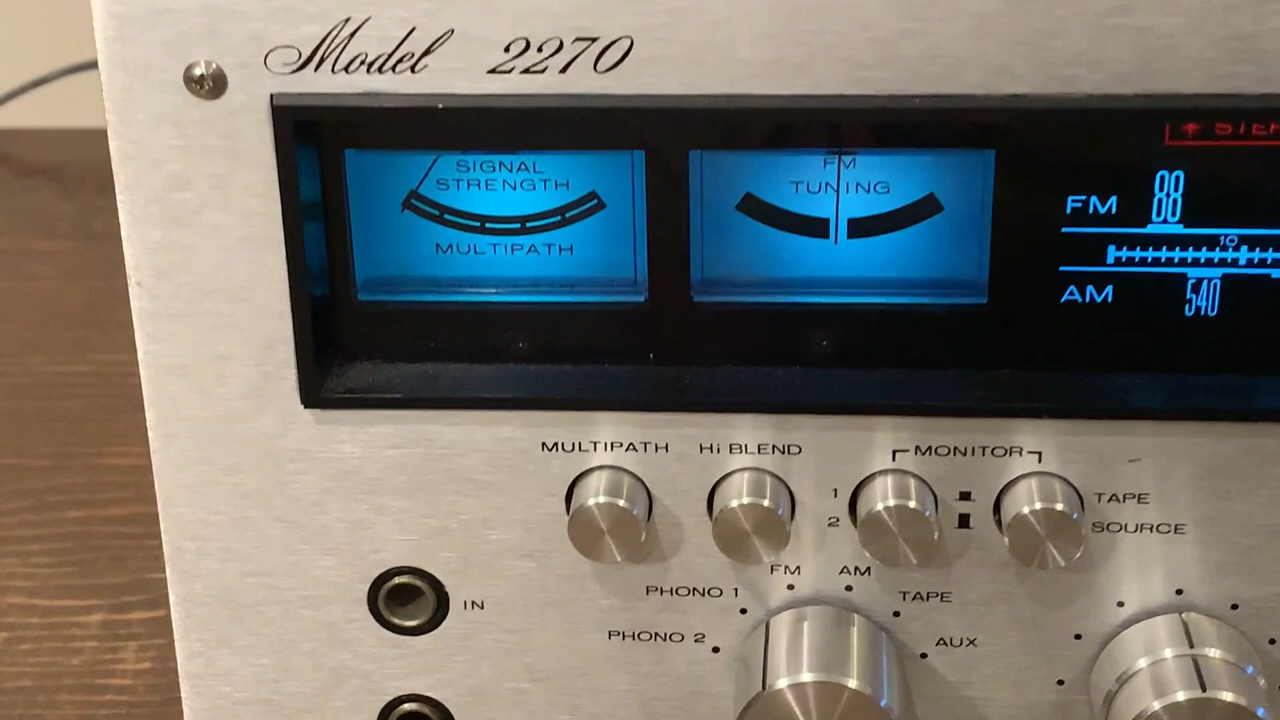 Model 2270
SIGNAL
STRENGTH
MULTIPATH
FM
TUNING
FM 88
10
AM 540
MULTIPATH Hi BLEND MONITOR
1
2
TAPE
SOURCE
IN
PHONO 1 FM AM TAPE
PHONO 2 AUX